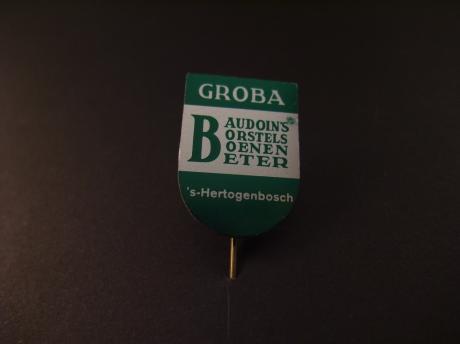 GROBA
BAUDOIN'S
BORSTELS
BOENEN
BETER
's-Hertogenbosch